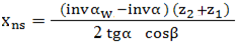 x_ns = ((invα_w − invα)(z_2 + z_1)) / (2 tgα cosβ)